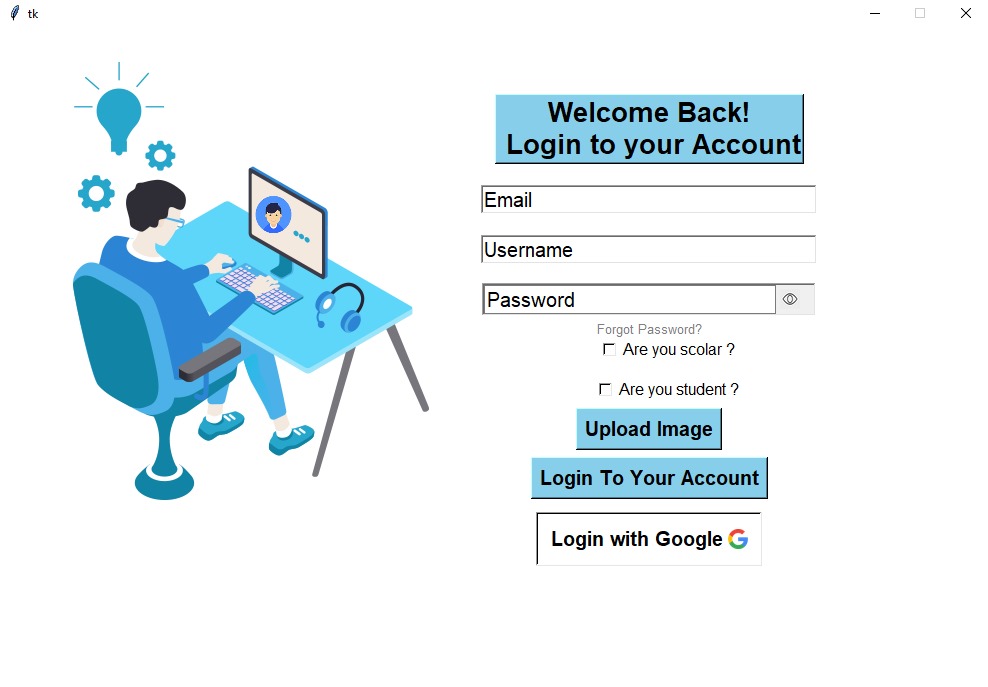 tk
Welcome Back!
Login to your Account
Email
Username
Password
Forgot Password?
Are you scolar ?
Are you student ?
Upload Image
Login To Your Account
Login with Google